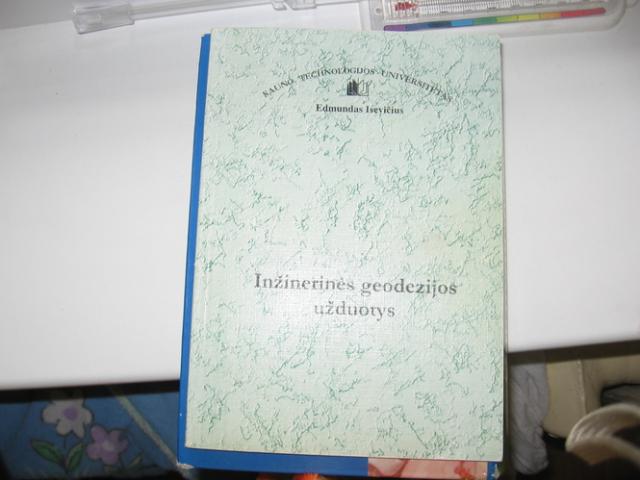 KAUNO TECHNOLOGIJOS UNIVERSITETAS
Edmundas Isevičius
Inžinerinės geodezijos
užduotys